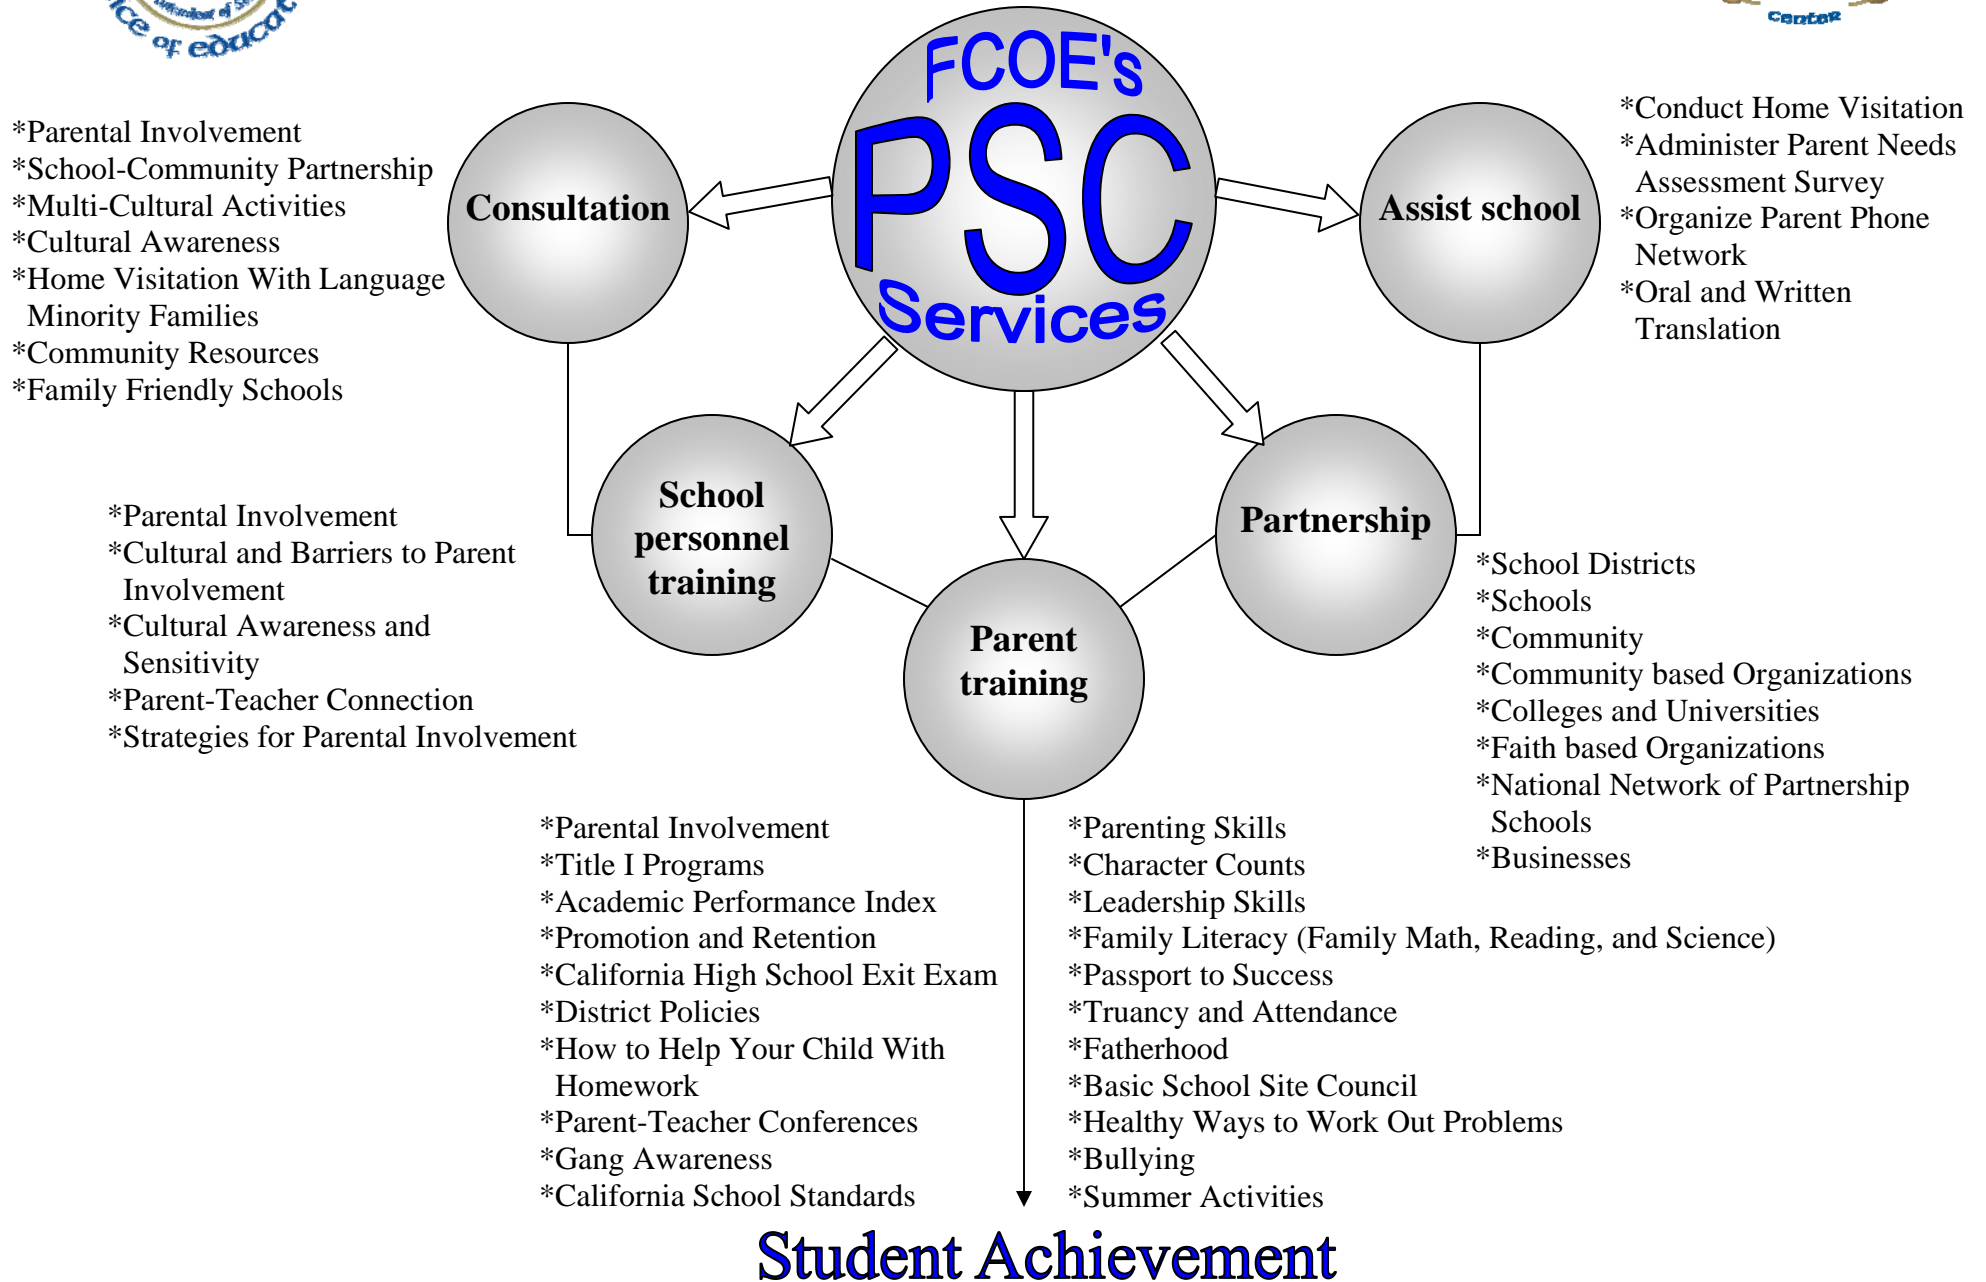 of education
center
FCOE's
PSC
Services
Consultation
*Parental Involvement
*School-Community Partnership
*Multi-Cultural Activities
*Cultural Awareness
*Home Visitation With Language
Minority Families
*Community Resources
*Family Friendly Schools
Assist school
*Conduct Home Visitation
*Administer Parent Needs
Assessment Survey
*Organize Parent Phone
Network
*Oral and Written
Translation
School
personnel
training
*Parental Involvement
*Cultural and Barriers to Parent
Involvement
*Cultural Awareness and
Sensitivity
*Parent-Teacher Connection
*Strategies for Parental Involvement
Partnership
*School Districts
*Schools
*Community
*Community based Organizations
*Colleges and Universities
*Faith based Organizations
*National Network of Partnership
Schools
*Businesses
Parent
training
*Parental Involvement
*Title I Programs
*Academic Performance Index
*Promotion and Retention
*California High School Exit Exam
*District Policies
*How to Help Your Child With
Homework
*Parent-Teacher Conferences
*Gang Awareness
*California School Standards
*Parenting Skills
*Character Counts
*Leadership Skills
*Family Literacy (Family Math, Reading, and Science)
*Passport to Success
*Truancy and Attendance
*Fatherhood
*Basic School Site Council
*Healthy Ways to Work Out Problems
*Bullying
*Summer Activities
Student Achievement